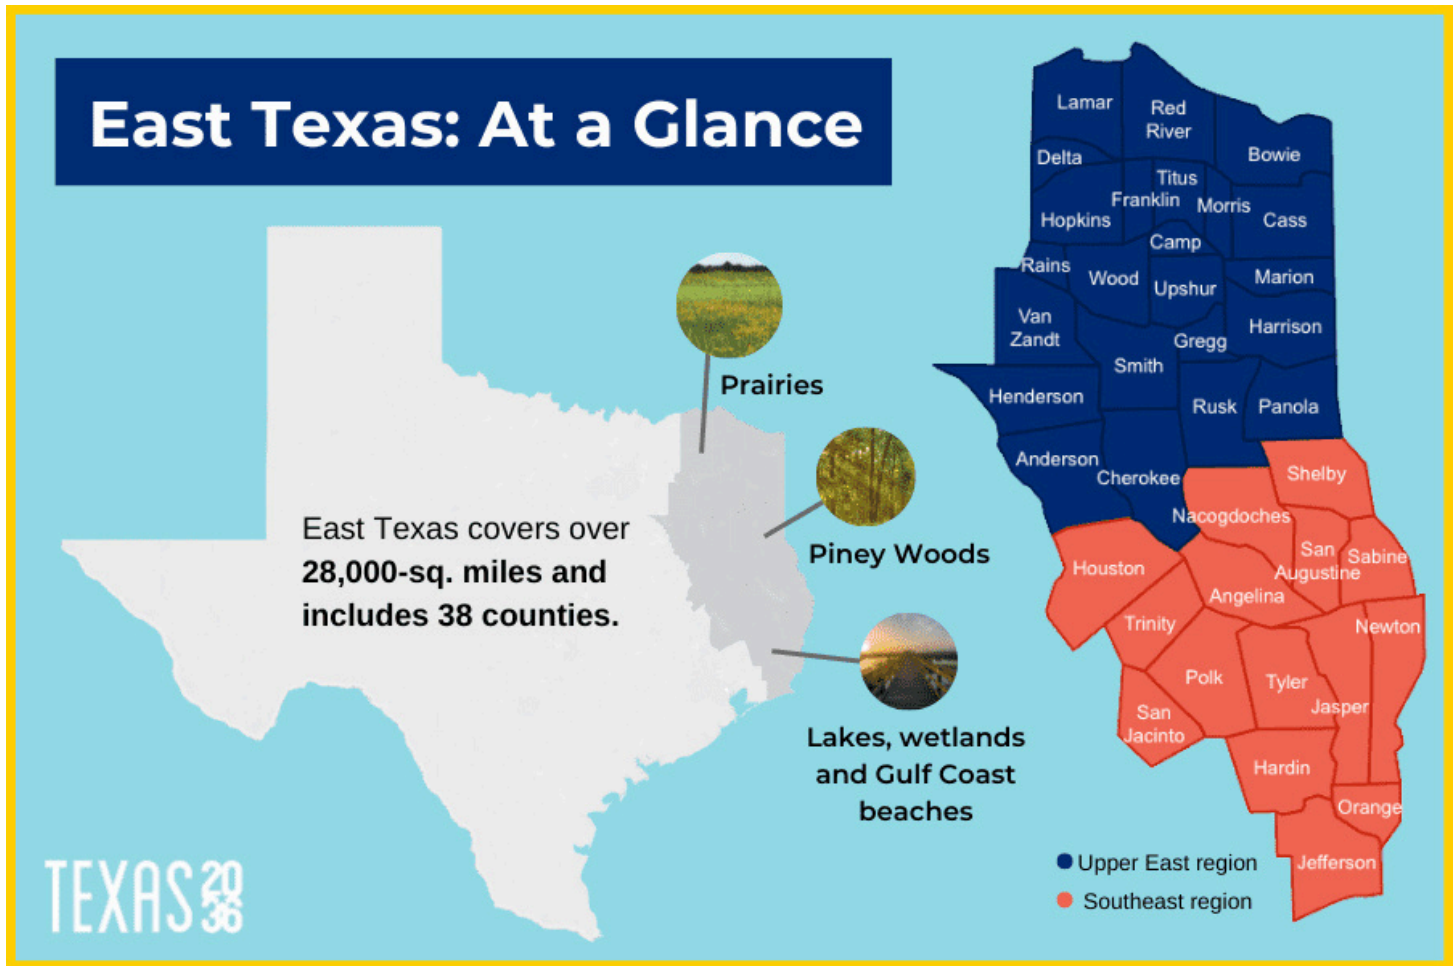 East Texas: At a Glance
Prairies
Piney Woods
East Texas covers over
28,000-sq. miles and
includes 38 counties.
Lakes, wetlands
and Gulf Coast
beaches
TEXAS 2036
Lamar
Red
River
Bowie
Delta
Titus
Franklin
Morris
Hopkins
Cass
Camp
Rains
Wood
Upshur
Marion
Van
Zandt
Gregg
Harrison
Smith
Henderson
Rusk
Panola
Anderson
Cherokee
Shelby
Nacogdoches
Houston
San
Augustine
Sabine
Angelina
Trinity
Newton
Polk
Tyler
Jasper
San
Jacinto
Hardin
Orange
Jefferson
Upper East region
Southeast region